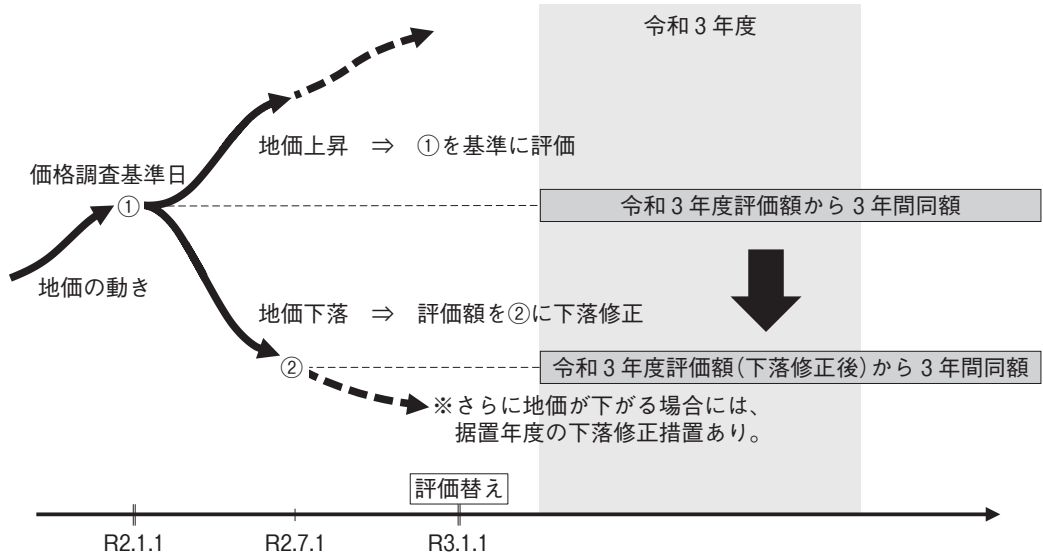 令和3年度
地価上昇 ⇒ ①を基準に評価
価格調査基準日
①
令和3年度評価額から3年間同額
地価の動き
地価下落 ⇒ 評価額を②に下落修正
②
令和3年度評価額(下落修正後)から3年間同額
※さらに地価が下がる場合には、
据置年度の下落修正措置あり。
評価替え
R2.1.1
R2.7.1
R3.1.1